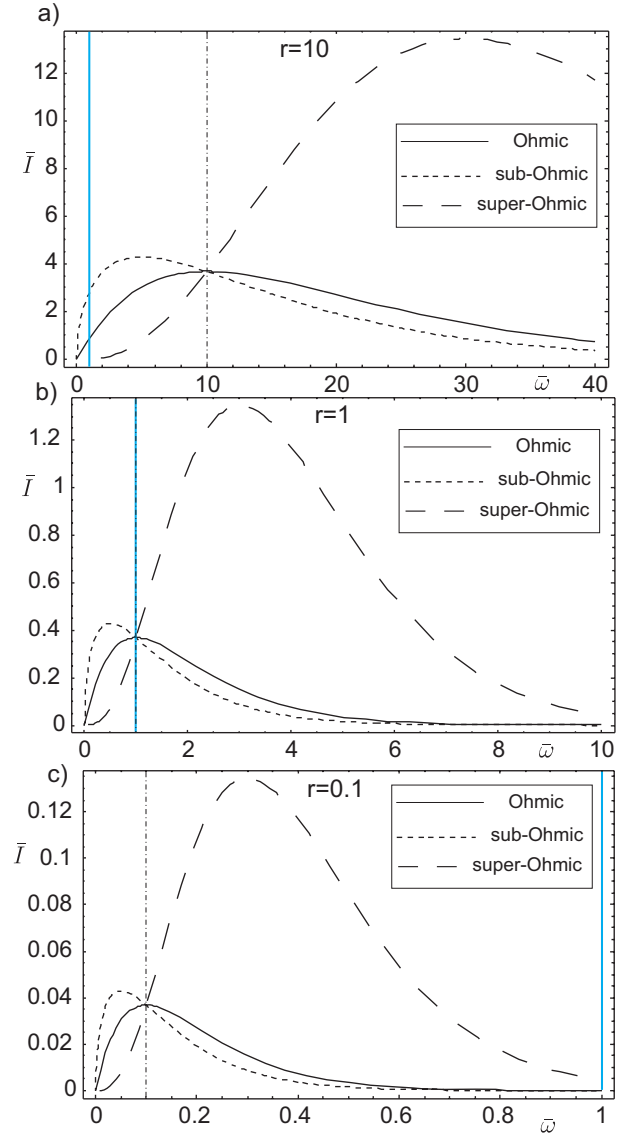 a)
r=10
12
10
8
6
4
2
0
Ī
Ohmic
sub-Ohmic
super-Ohmic
0 10 20 30 40
ω̄
b)
r=1
1.2
1
0.8
0.6
0.4
0.2
0
Ī
Ohmic
sub-Ohmic
super-Ohmic
0 2 4 6 8 10
ω̄
c)
r=0.1
0.12
0.1
0.08
0.06
0.04
0.02
0
Ī
Ohmic
sub-Ohmic
super-Ohmic
0 0.2 0.4 0.6 0.8 1
ω̄